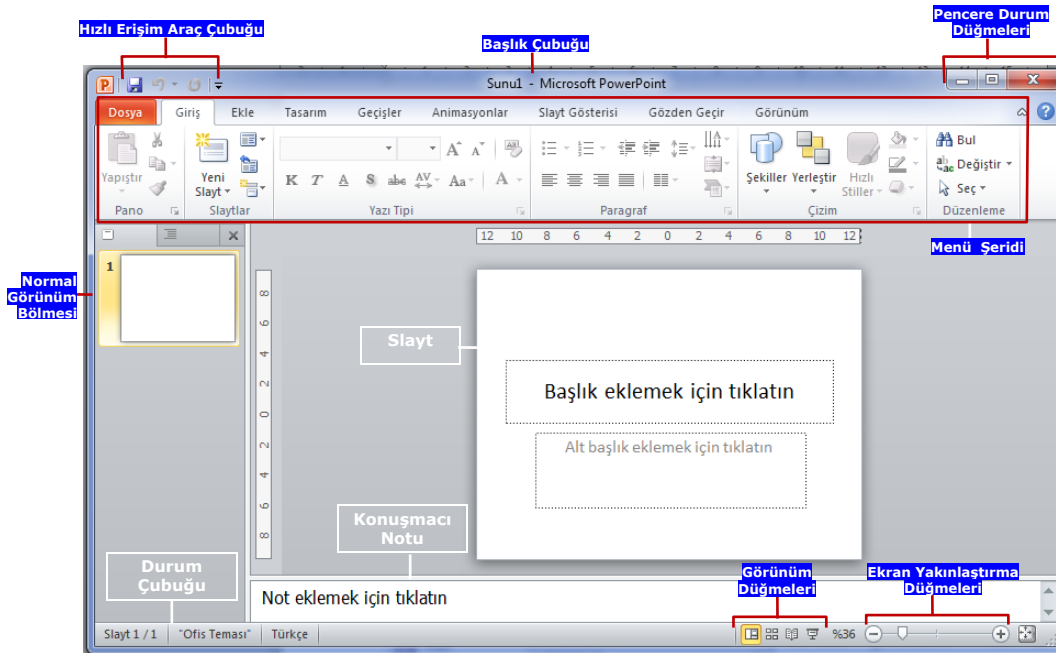 Pencere Durum
Düğmeleri
Hızlı Erişim Araç Çubuğu
Başlık Çubuğu
Sunu1 - Microsoft PowerPoint
Dosya Giriş Ekle Tasarım Geçişler Animasyonlar Slayt Gösterisi Gözden Geçir Görünüm
Yapıştır
Yeni
Slayt
K T A S abc AV Aa A
Şekiller Yerleştir Hızlı
Stiller
Bul
Değiştir
Seç
Pano Slaytlar Yazı Tipi Paragraf Çizim Düzenleme
Menü Şeridi
12 10 8 6 4 2 0 2 4 6 8 10 12
1
Normal
Görünüm
Bölmesi
8
6
4
2
0
2
4
6
8
Slayt
Başlık eklemek için tıklatın
Alt başlık eklemek için tıklatın
Konuşmacı
Notu
Durum
Çubuğu
Görünüm
Düğmeleri
Ekran Yakınlaştırma
Düğmeleri
Not eklemek için tıklatın
Slayt 1 / 1 "Ofis Teması" Türkçe %36